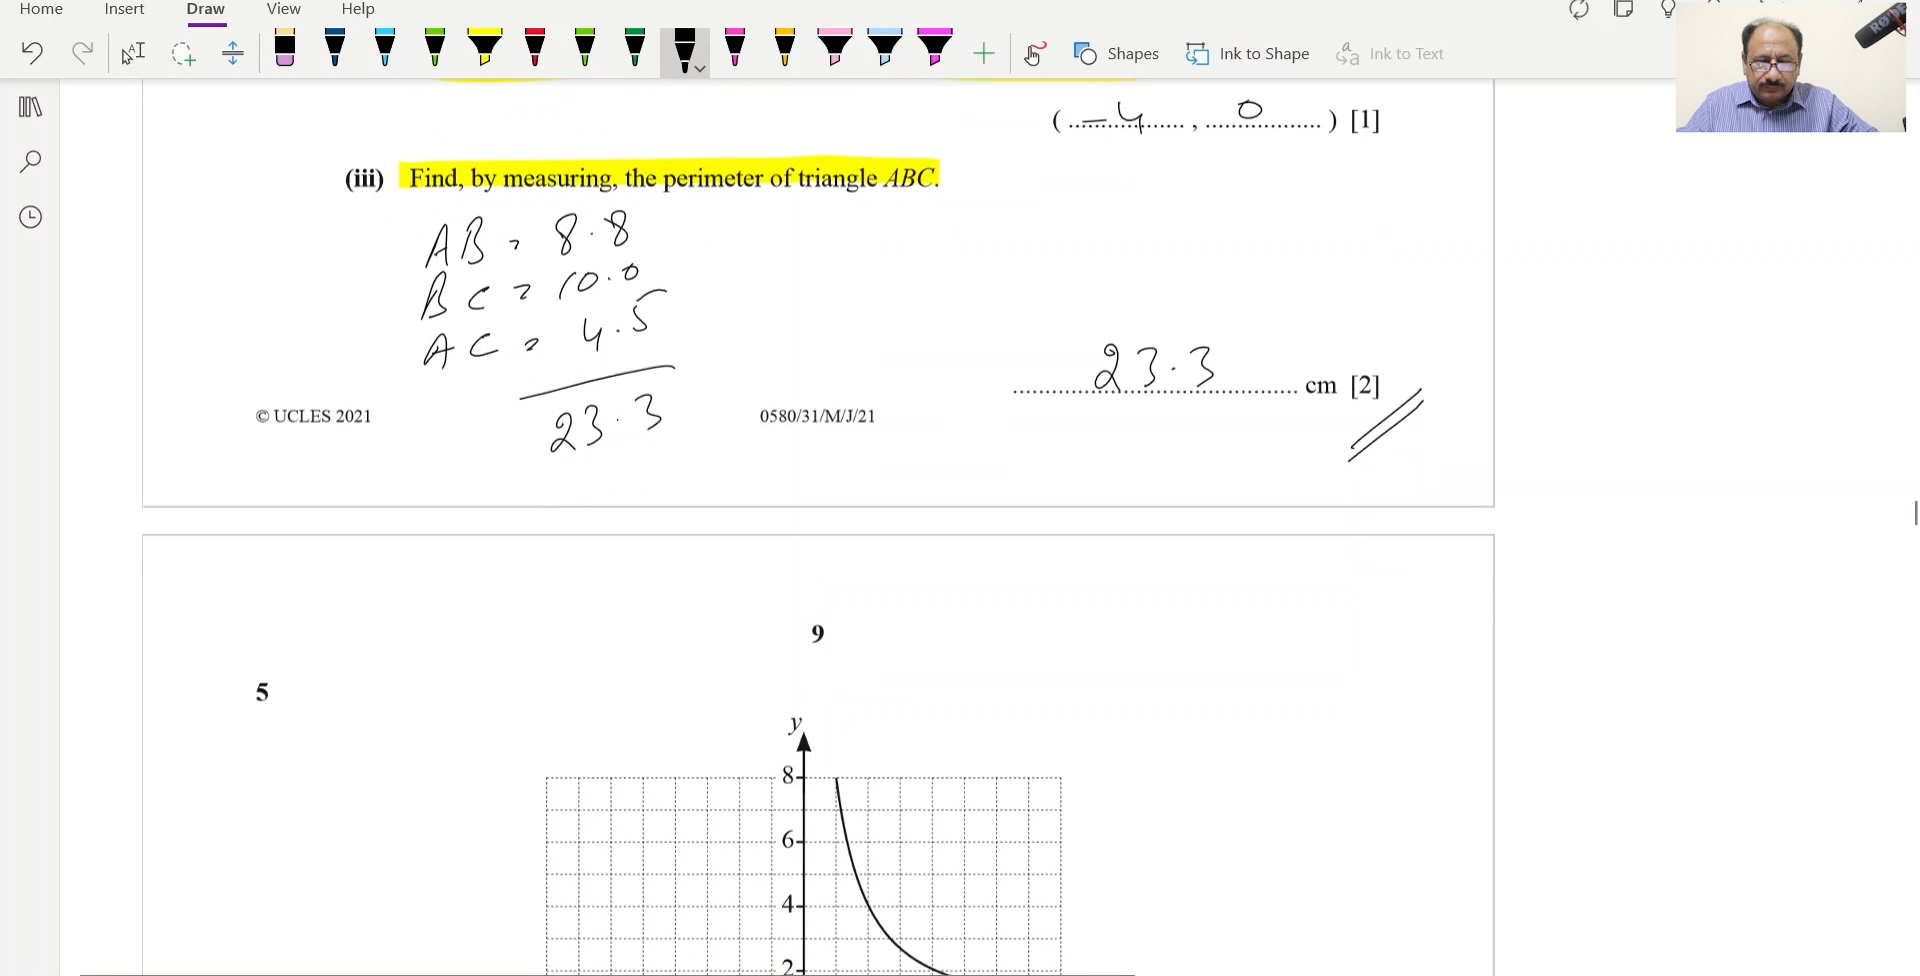 Home Insert Draw View Help
Shapes Ink to Shape Ink to Text
RODE
( –4 , 0 ) [1]
(iii) Find, by measuring, the perimeter of triangle ABC.
AB = 8.8
BC = 10.0
AC = 4.5
23.3
23.3 cm [2]
© UCLES 2021 0580/31/M/J/21
9
5
y
8
6
4
2